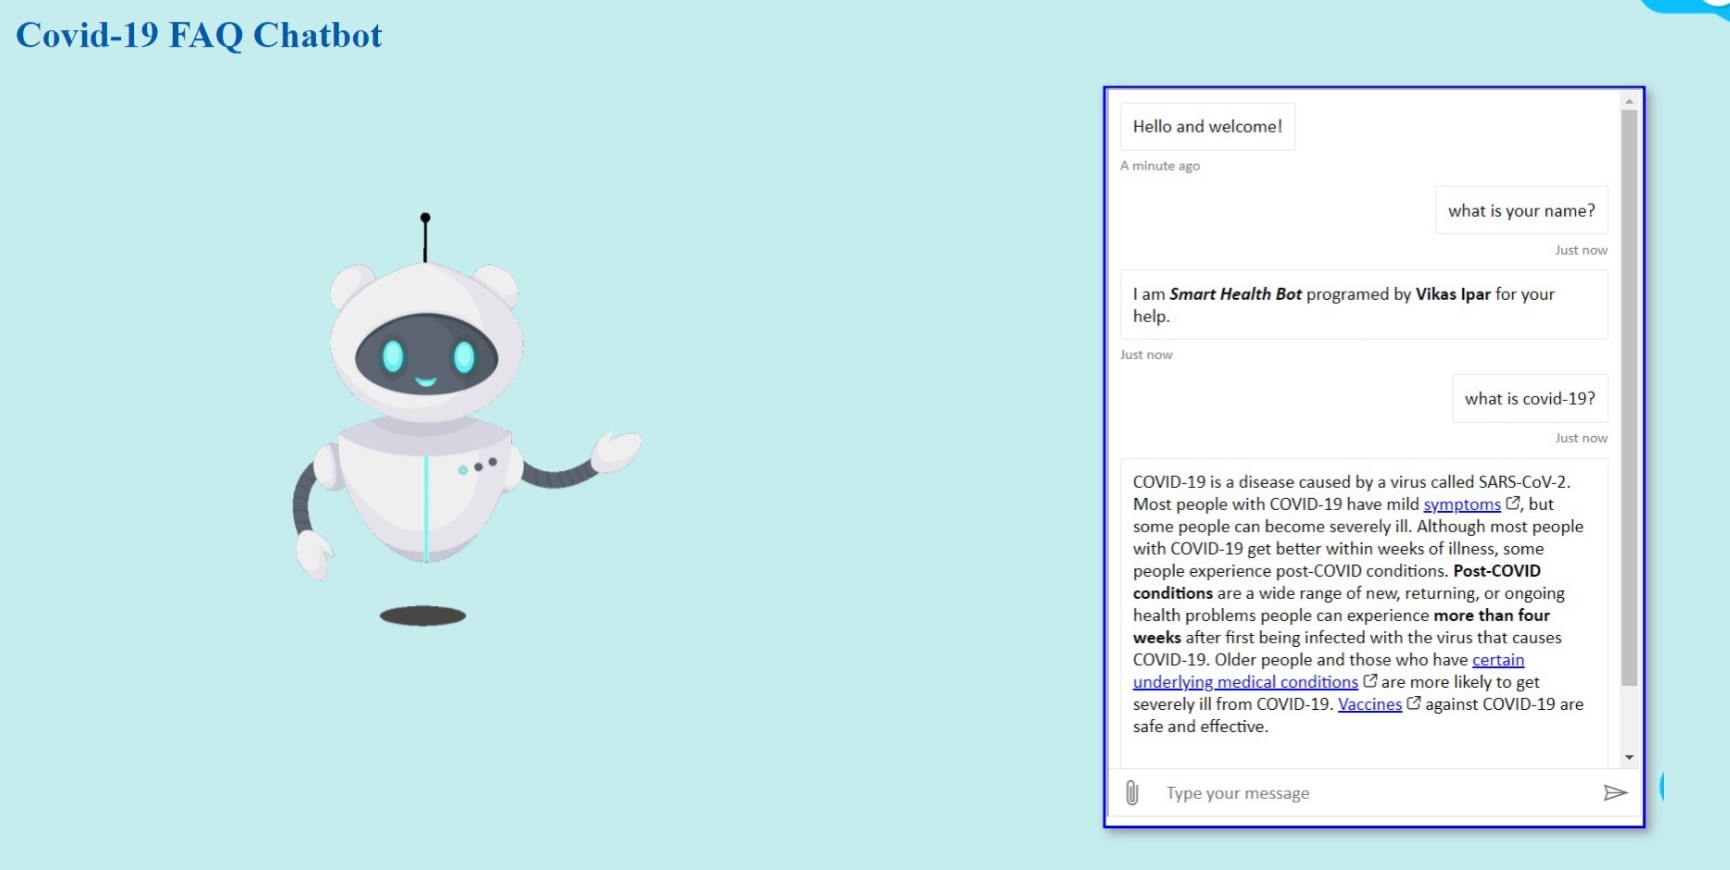 Covid-19 FAQ Chatbot
Hello and welcome!
A minute ago
what is your name?
Just now
I am Smart Health Bot programed by Vikas Ipar for your
help.
Just now
what is covid-19?
Just now
COVID-19 is a disease caused by a virus called SARS-CoV-2.
Most people with COVID-19 have mild symptoms, but
some people can become severely ill. Although most people
with COVID-19 get better within weeks of illness, some
people experience post-COVID conditions. Post-COVID
conditions are a wide range of new, returning, or ongoing
health problems people can experience more than four
weeks after first being infected with the virus that causes
COVID-19. Older people and those who have certain
underlying medical conditions are more likely to get
severely ill from COVID-19. Vaccines against COVID-19 are
safe and effective.
Type your message